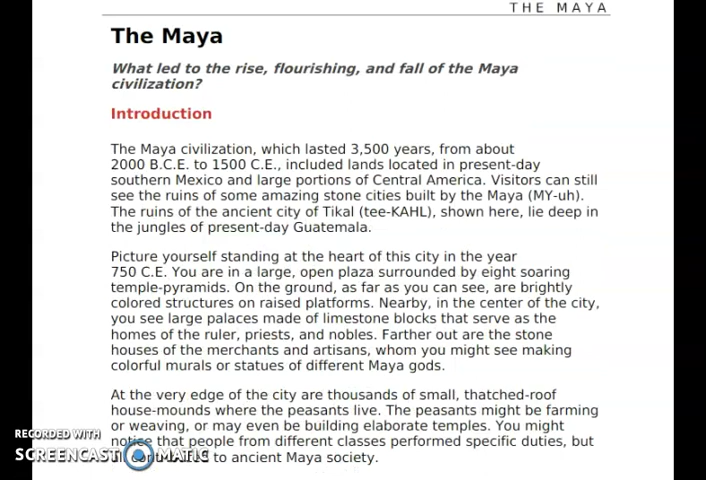 THE MAYA
The Maya
What led to the rise, flourishing, and fall of the Maya
civilization?
Introduction
The Maya civilization, which lasted 3,500 years, from about
2000 B.C.E. to 1500 C.E., included lands located in present-day
southern Mexico and large portions of Central America. Visitors can still
see the ruins of some amazing stone cities built by the Maya (MY-uh).
The ruins of the ancient city of Tikal (tee-KAHL), shown here, lie deep in
the jungles of present-day Guatemala.
Picture yourself standing at the heart of this city in the year
750 C.E. You are in a large, open plaza surrounded by eight soaring
temple-pyramids. On the ground, as far as you can see, are brightly
colored structures on raised platforms. Nearby, in the center of the city,
you see large palaces made of limestone blocks that serve as the
homes of the ruler, priests, and nobles. Farther out are the stone
houses of the merchants and artisans, whom you might see making
colorful murals or statues of different Maya gods.
At the very edge of the city are thousands of small, thatched-roof
house-mounds where the peasants live. The peasants might be farming
or weaving, or may even be building elaborate temples. You might
notice that people from different classes performed specific duties, but
to ancient Maya society.
RECORDED WITH
SCREENCAST MATIC